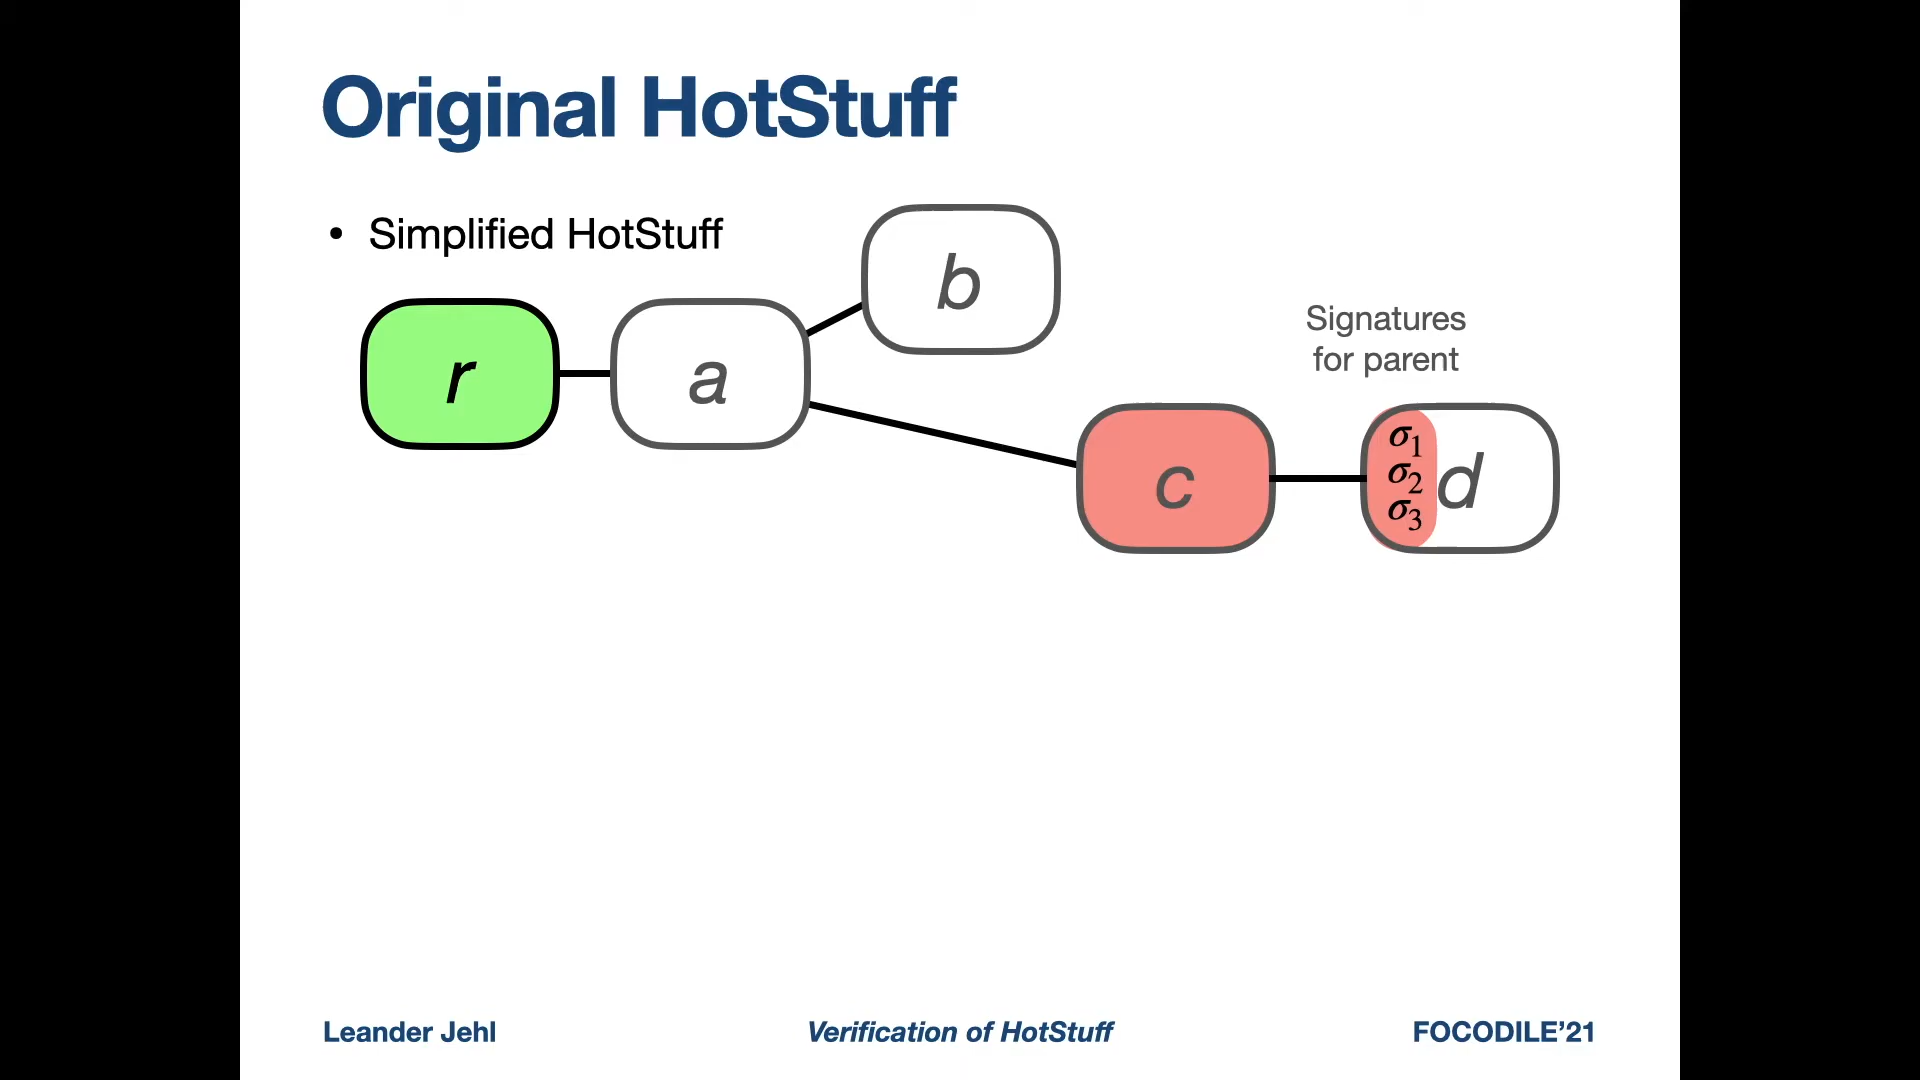 Original HotStuff
• Simplified HotStuff
b
r
a
Signatures
for parent
c
σ1
σ2
σ3
d
Leander Jehl
Verification of HotStuff
FOCODILE’21